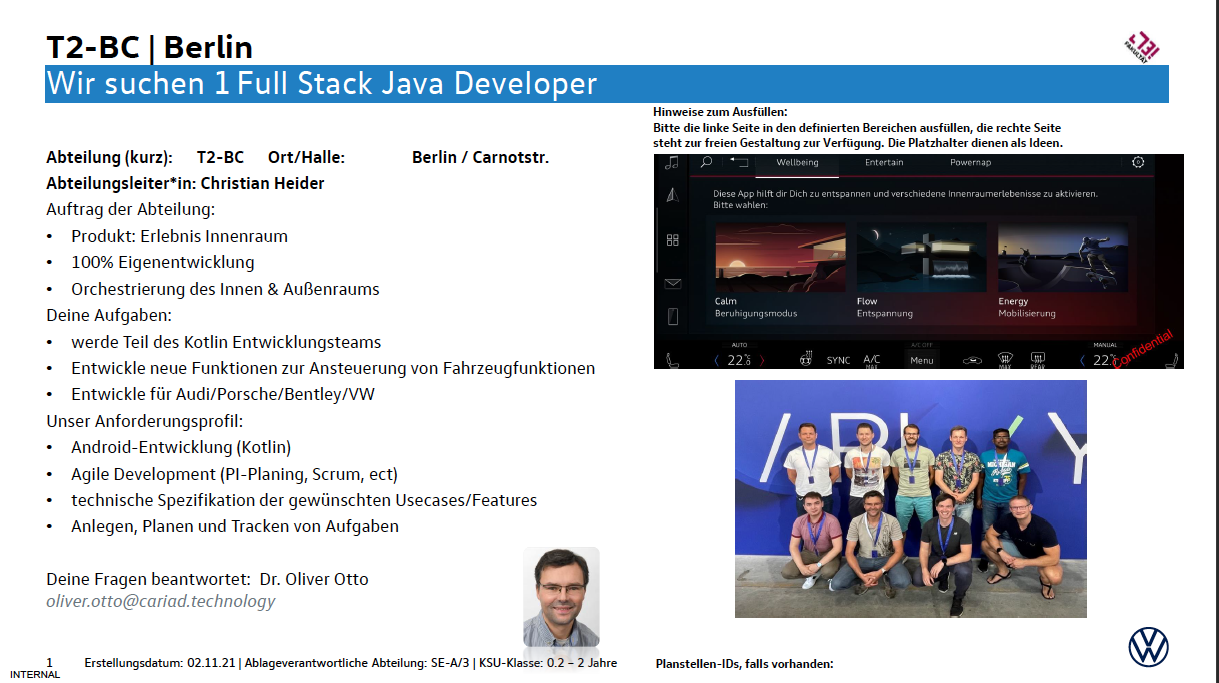 T2-BC | Berlin
FAKULTÄT
Wir suchen 1 Full Stack Java Developer
Abteilung (kurz): T2-BC Ort/Halle: Berlin / Carnotstr.
Abteilungsleiter*in: Christian Heider
Auftrag der Abteilung:
• Produkt: Erlebnis Innenraum
• 100% Eigenentwicklung
• Orchestrierung des Innen & Außenraums
Deine Aufgaben:
• werde Teil des Kotlin Entwicklungsteams
• Entwickle neue Funktionen zur Ansteuerung von Fahrzeugfunktionen
• Entwickle für Audi/Porsche/Bentley/VW
Unser Anforderungsprofil:
• Android-Entwicklung (Kotlin)
• Agile Development (PI-Planing, Scrum, ect)
• technische Spezifikation der gewünschten Usecases/Features
• Anlegen, Planen und Tracken von Aufgaben
Deine Fragen beantwortet: Dr. Oliver Otto
oliver.otto@cariad.technology
Hinweise zum Ausfüllen:
Bitte die linke Seite in den definierten Bereichen ausfüllen, die rechte Seite
steht zur freien Gestaltung zur Verfügung. Die Platzhalter dienen als Ideen.
Wellbeing Entertain Powernap
Diese App hilft dir Dich zu entspannen und verschiedene Innenraumerlebenisse zu aktivieren.
Bitte wählen:
Calm Flow Energy
Beruhigungsmodus Entspannung Mobilisierung
AUTO A/C OFF MANUAL
22.5 SYNC A/C MAX Menu MAX REAR 22.5
Confidential
1 Erstellungsdatum: 02.11.21 | Ablageverantwortliche Abteilung: SE-A/3 | KSU-Klasse: 0.2 – 2 Jahre
Planstellen-IDs, falls vorhanden:
INTERNAL